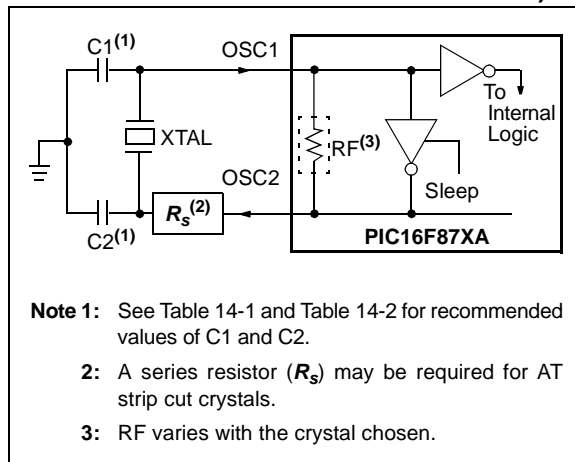 C1(1)
OSC1
To
Internal
Logic
XTAL
RF(3)
OSC2
Sleep
C2(1)
Rs(2)
PIC16F87XA
Note 1: See Table 14-1 and Table 14-2 for recommended
values of C1 and C2.
2: A series resistor (Rs) may be required for AT
strip cut crystals.
3: RF varies with the crystal chosen.